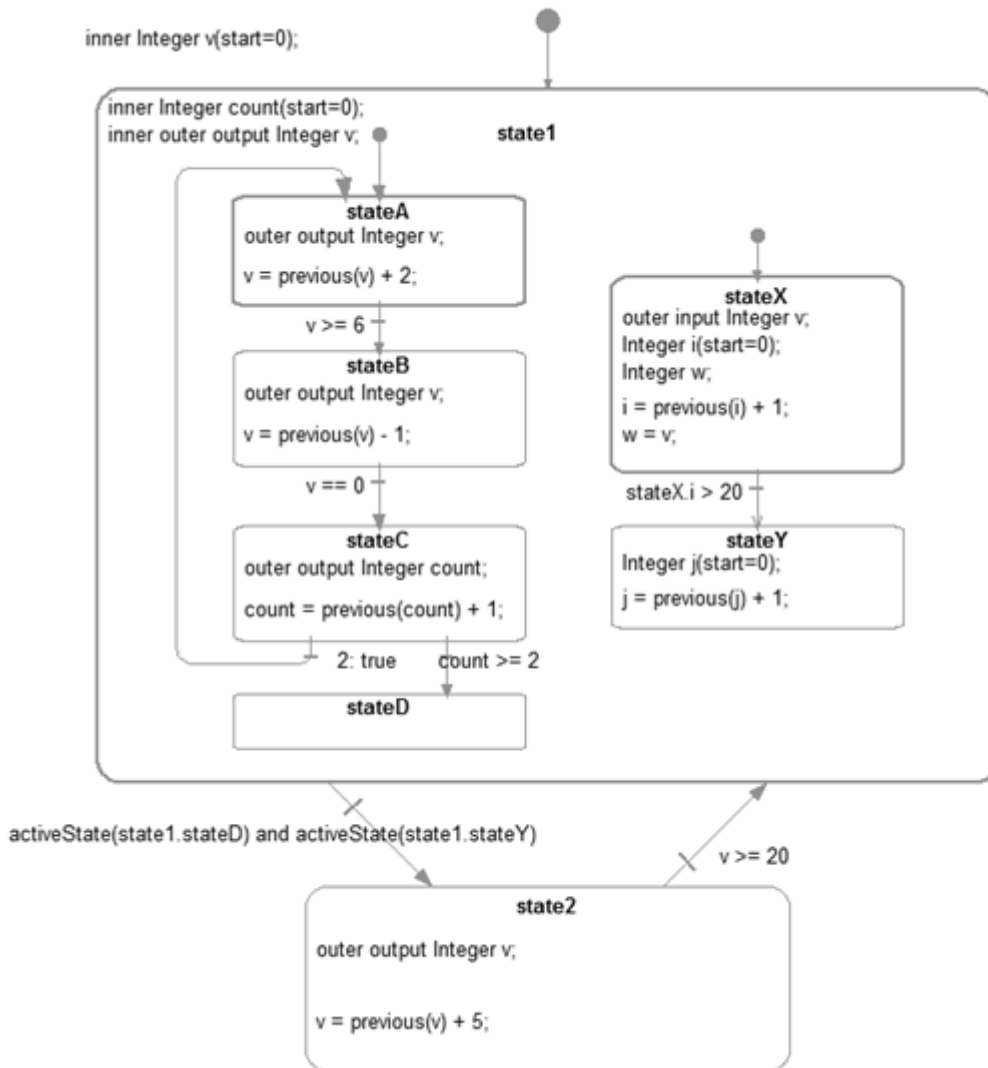 inner Integer v(start=0);
inner Integer count(start=0);
inner outer output Integer v;
state1
stateA
outer output Integer v;
v = previous(v) + 2;
v >= 6
stateB
outer output Integer v;
v = previous(v) - 1;
v == 0
stateC
outer output Integer count;
count = previous(count) + 1;
2: true
count >= 2
stateD
stateX
outer input Integer v;
Integer i(start=0);
Integer w;
i = previous(i) + 1;
w = v;
stateX.i > 20
stateY
Integer j(start=0);
j = previous(j) + 1;
activeState(state1.stateD) and activeState(state1.stateY)
v >= 20
state2
outer output Integer v;
v = previous(v) + 5;